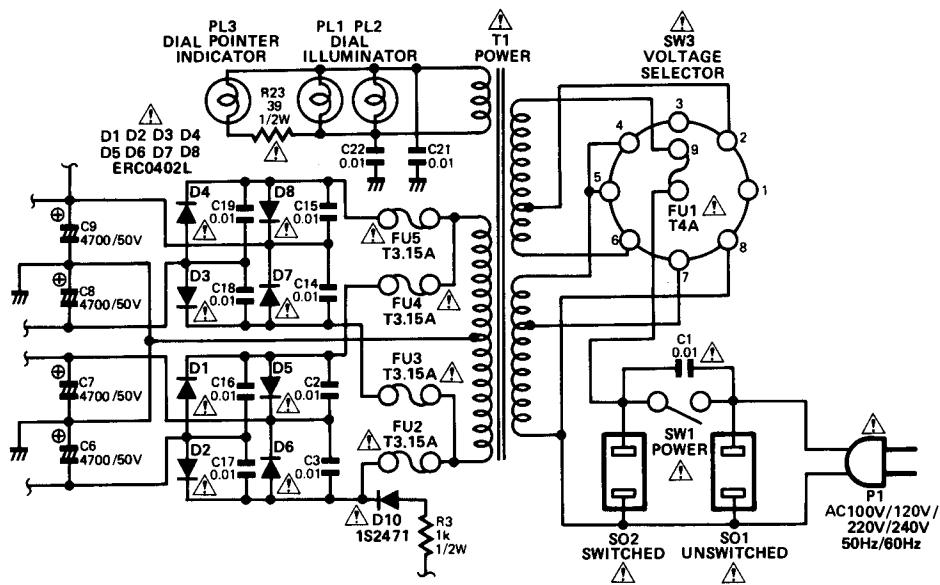 PL3
DIAL POINTER
INDICATOR
PL1 PL2
DIAL
ILLUMINATOR
T1
POWER
SW3
VOLTAGE
SELECTOR
R23
39
1/2W
D1 D2 D3 D4
D5 D6 D7 D8
ERC0402L
C22
0.01
C21
0.01
3
4
2
9
5
1
6
8
7
FU1
T4A
D4
C19
0.01
D8
C15
0.01
C9
4700/50V
FU5
T3.15A
D3
C18
0.01
D7
C14
0.01
C8
4700/50V
FU4
T3.15A
C1
0.01
D1
C16
0.01
D5
C2
0.01
FU3
T3.15A
C7
4700/50V
FU2
T3.15A
SW1
POWER
D2
C17
0.01
D6
C3
0.01
C6
4700/50V
P1
AC100V/120V/
220V/240V
50Hz/60Hz
D10
1S2471
R3
1k
1/2W
SO2
SWITCHED
SO1
UNSWITCHED